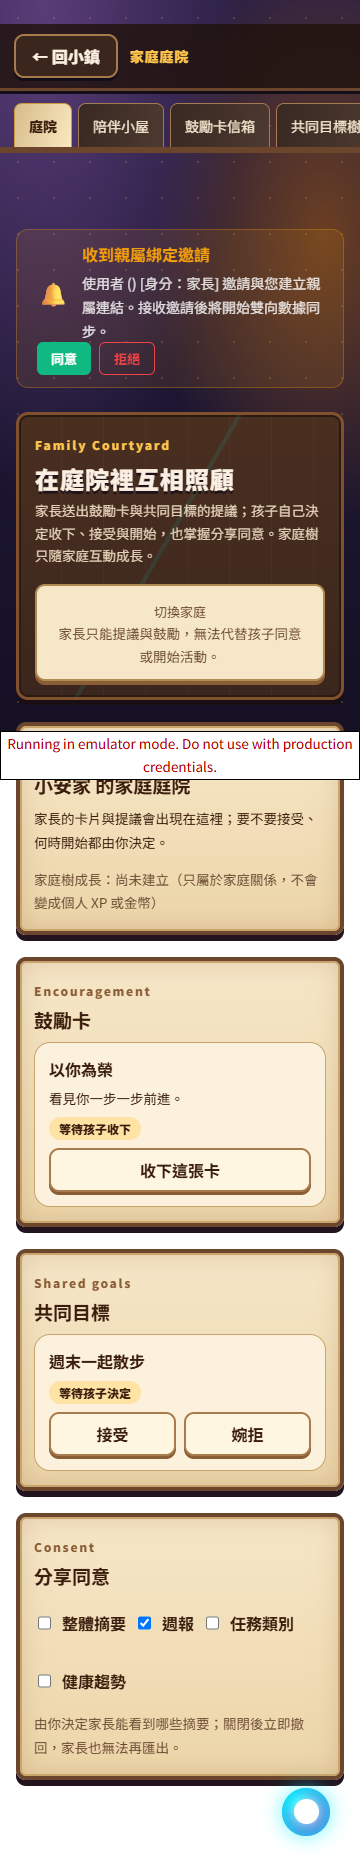 ← 回小鎮 家庭庭院
庭院 陪伴小屋 鼓勵卡信箱 共同目標樹
收到親屬綁定邀請
使用者 () [身分：家長] 邀請與您建立親
屬連結。接收邀請後將開始雙向數據同
步。
同意 拒絕
Family Courtyard
在庭院裡互相照顧
家長送出鼓勵卡與共同目標的提議；孩子自己決
定收下、接受與開始，也掌握分享同意。家庭樹
只隨家庭互動成長。
切換家庭
家長只能提議與鼓勵，無法代替孩子同意
或開始活動。
Running in emulator mode. Do not use with production
credentials.
小安家 的家庭庭院
家長的卡片與提議會出現在這裡；要不要接受、
何時開始都由你決定。
家庭樹成長：尚未建立（只屬於家庭關係，不會
變成個人 XP 或金幣）
Encouragement
鼓勵卡
以你為榮
看見你一步一步前進。
等待孩子收下
收下這張卡
Shared goals
共同目標
週末一起散步
等待孩子決定
接受 婉拒
Consent
分享同意
整體摘要 週報 任務類別
健康趨勢
由你決定家長能看到哪些摘要；關閉後立即撤
回，家長也無法再匯出。